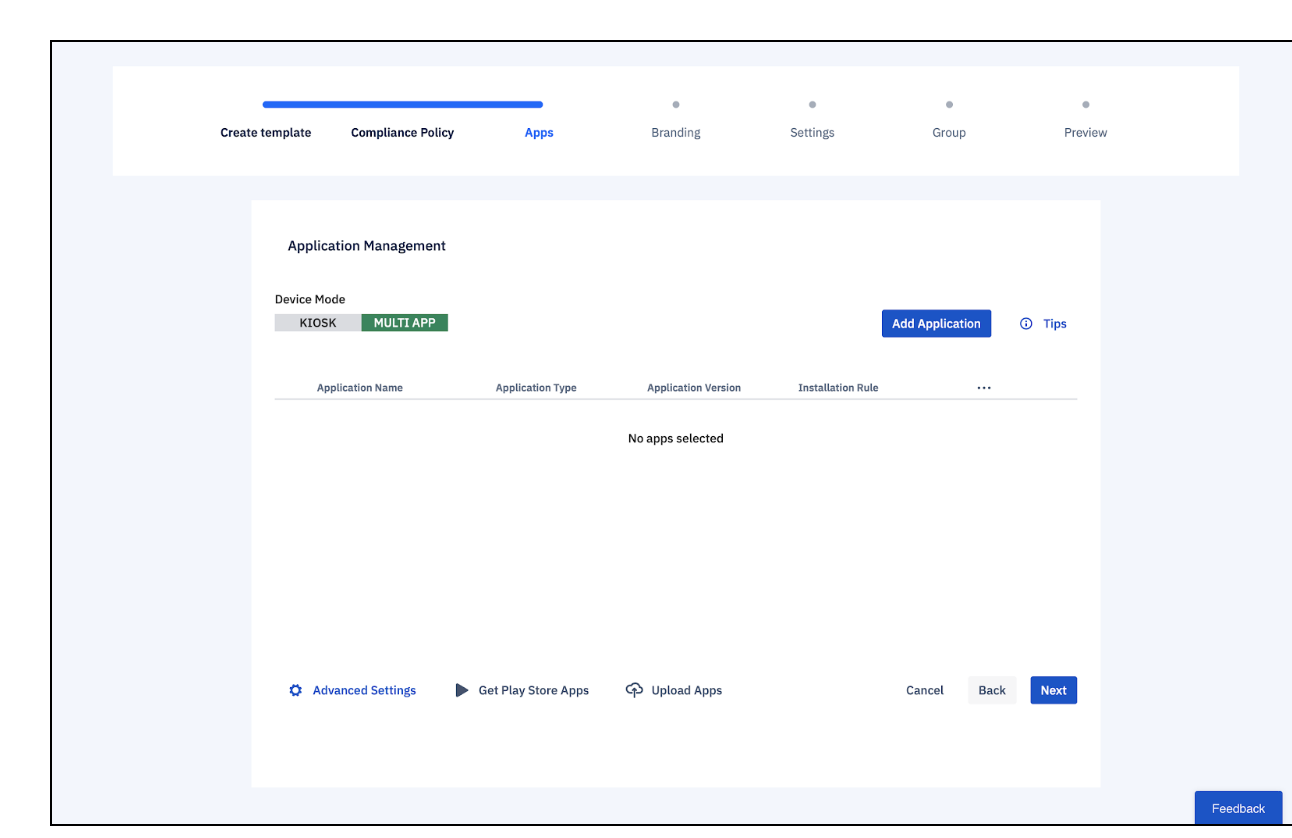 Create template Compliance Policy Apps Branding Settings Group Preview
Application Management
Device Mode
KIOSK MULTI APP Add Application Tips
Application Name Application Type Application Version Installation Rule ...
No apps selected
Advanced Settings Get Play Store Apps Upload Apps Cancel Back Next
Feedback